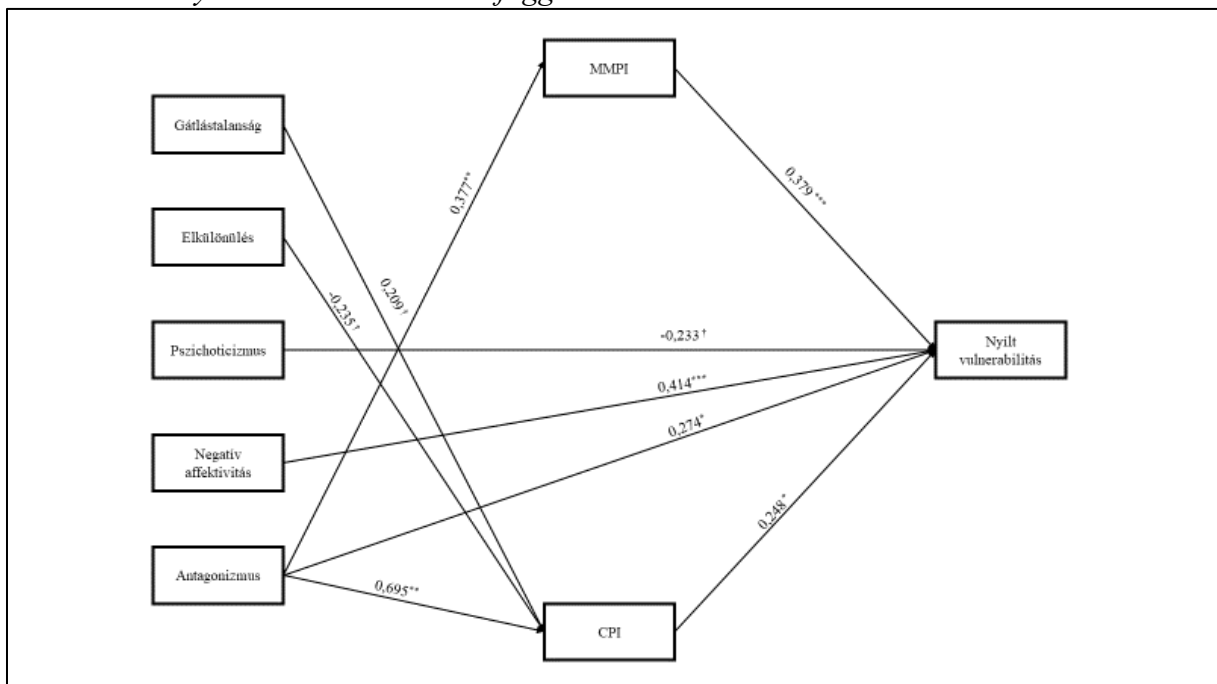 MMPI
Gátlástalanság
0,377**
0,379***
Elkülönülés
-0,235†
0,209†
Pszichoticizmus
-0,233†
Nyílt
vulnerabilitás
0,414***
0,274*
Negatív
affektivitás
0,248*
Antagonizmus
0,695**
CPI